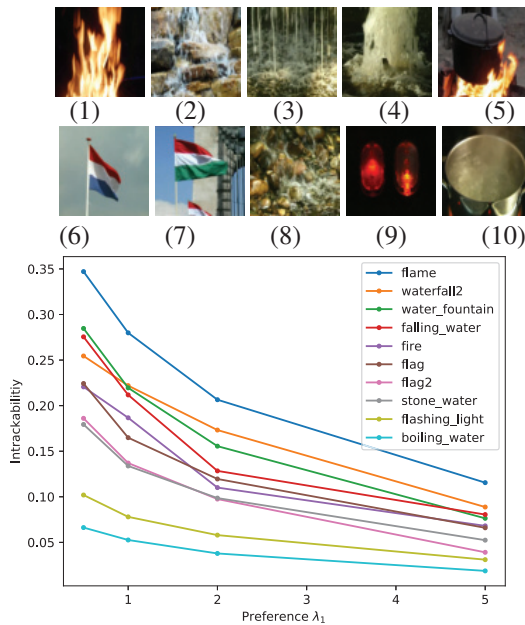 (1) (2) (3) (4) (5)
(6) (7) (8) (9) (10)
0.35
0.30
0.25
0.20
0.15
0.10
0.05
Intrackabilitiy
flame
waterfall2
water_fountain
falling_water
fire
flag
flag2
stone_water
flashing_light
boiling_water
1 2 3 4 5
Preference λ₁